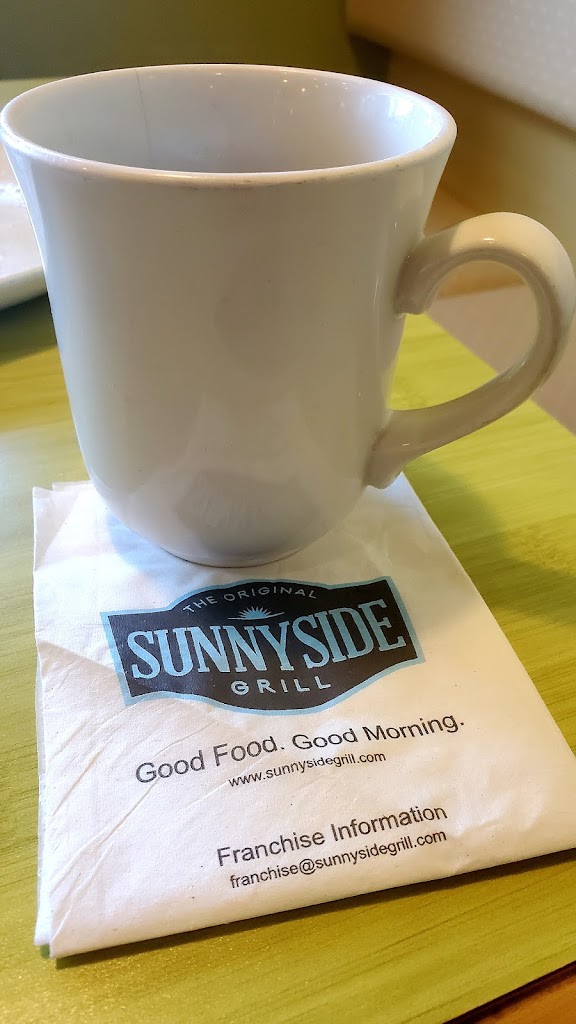 THE ORIGINAL
SUNNYSIDE
GRILL
Good Food. Good Morning.
www.sunnysidegrill.com
Franchise Information
franchise@sunnysidegrill.com